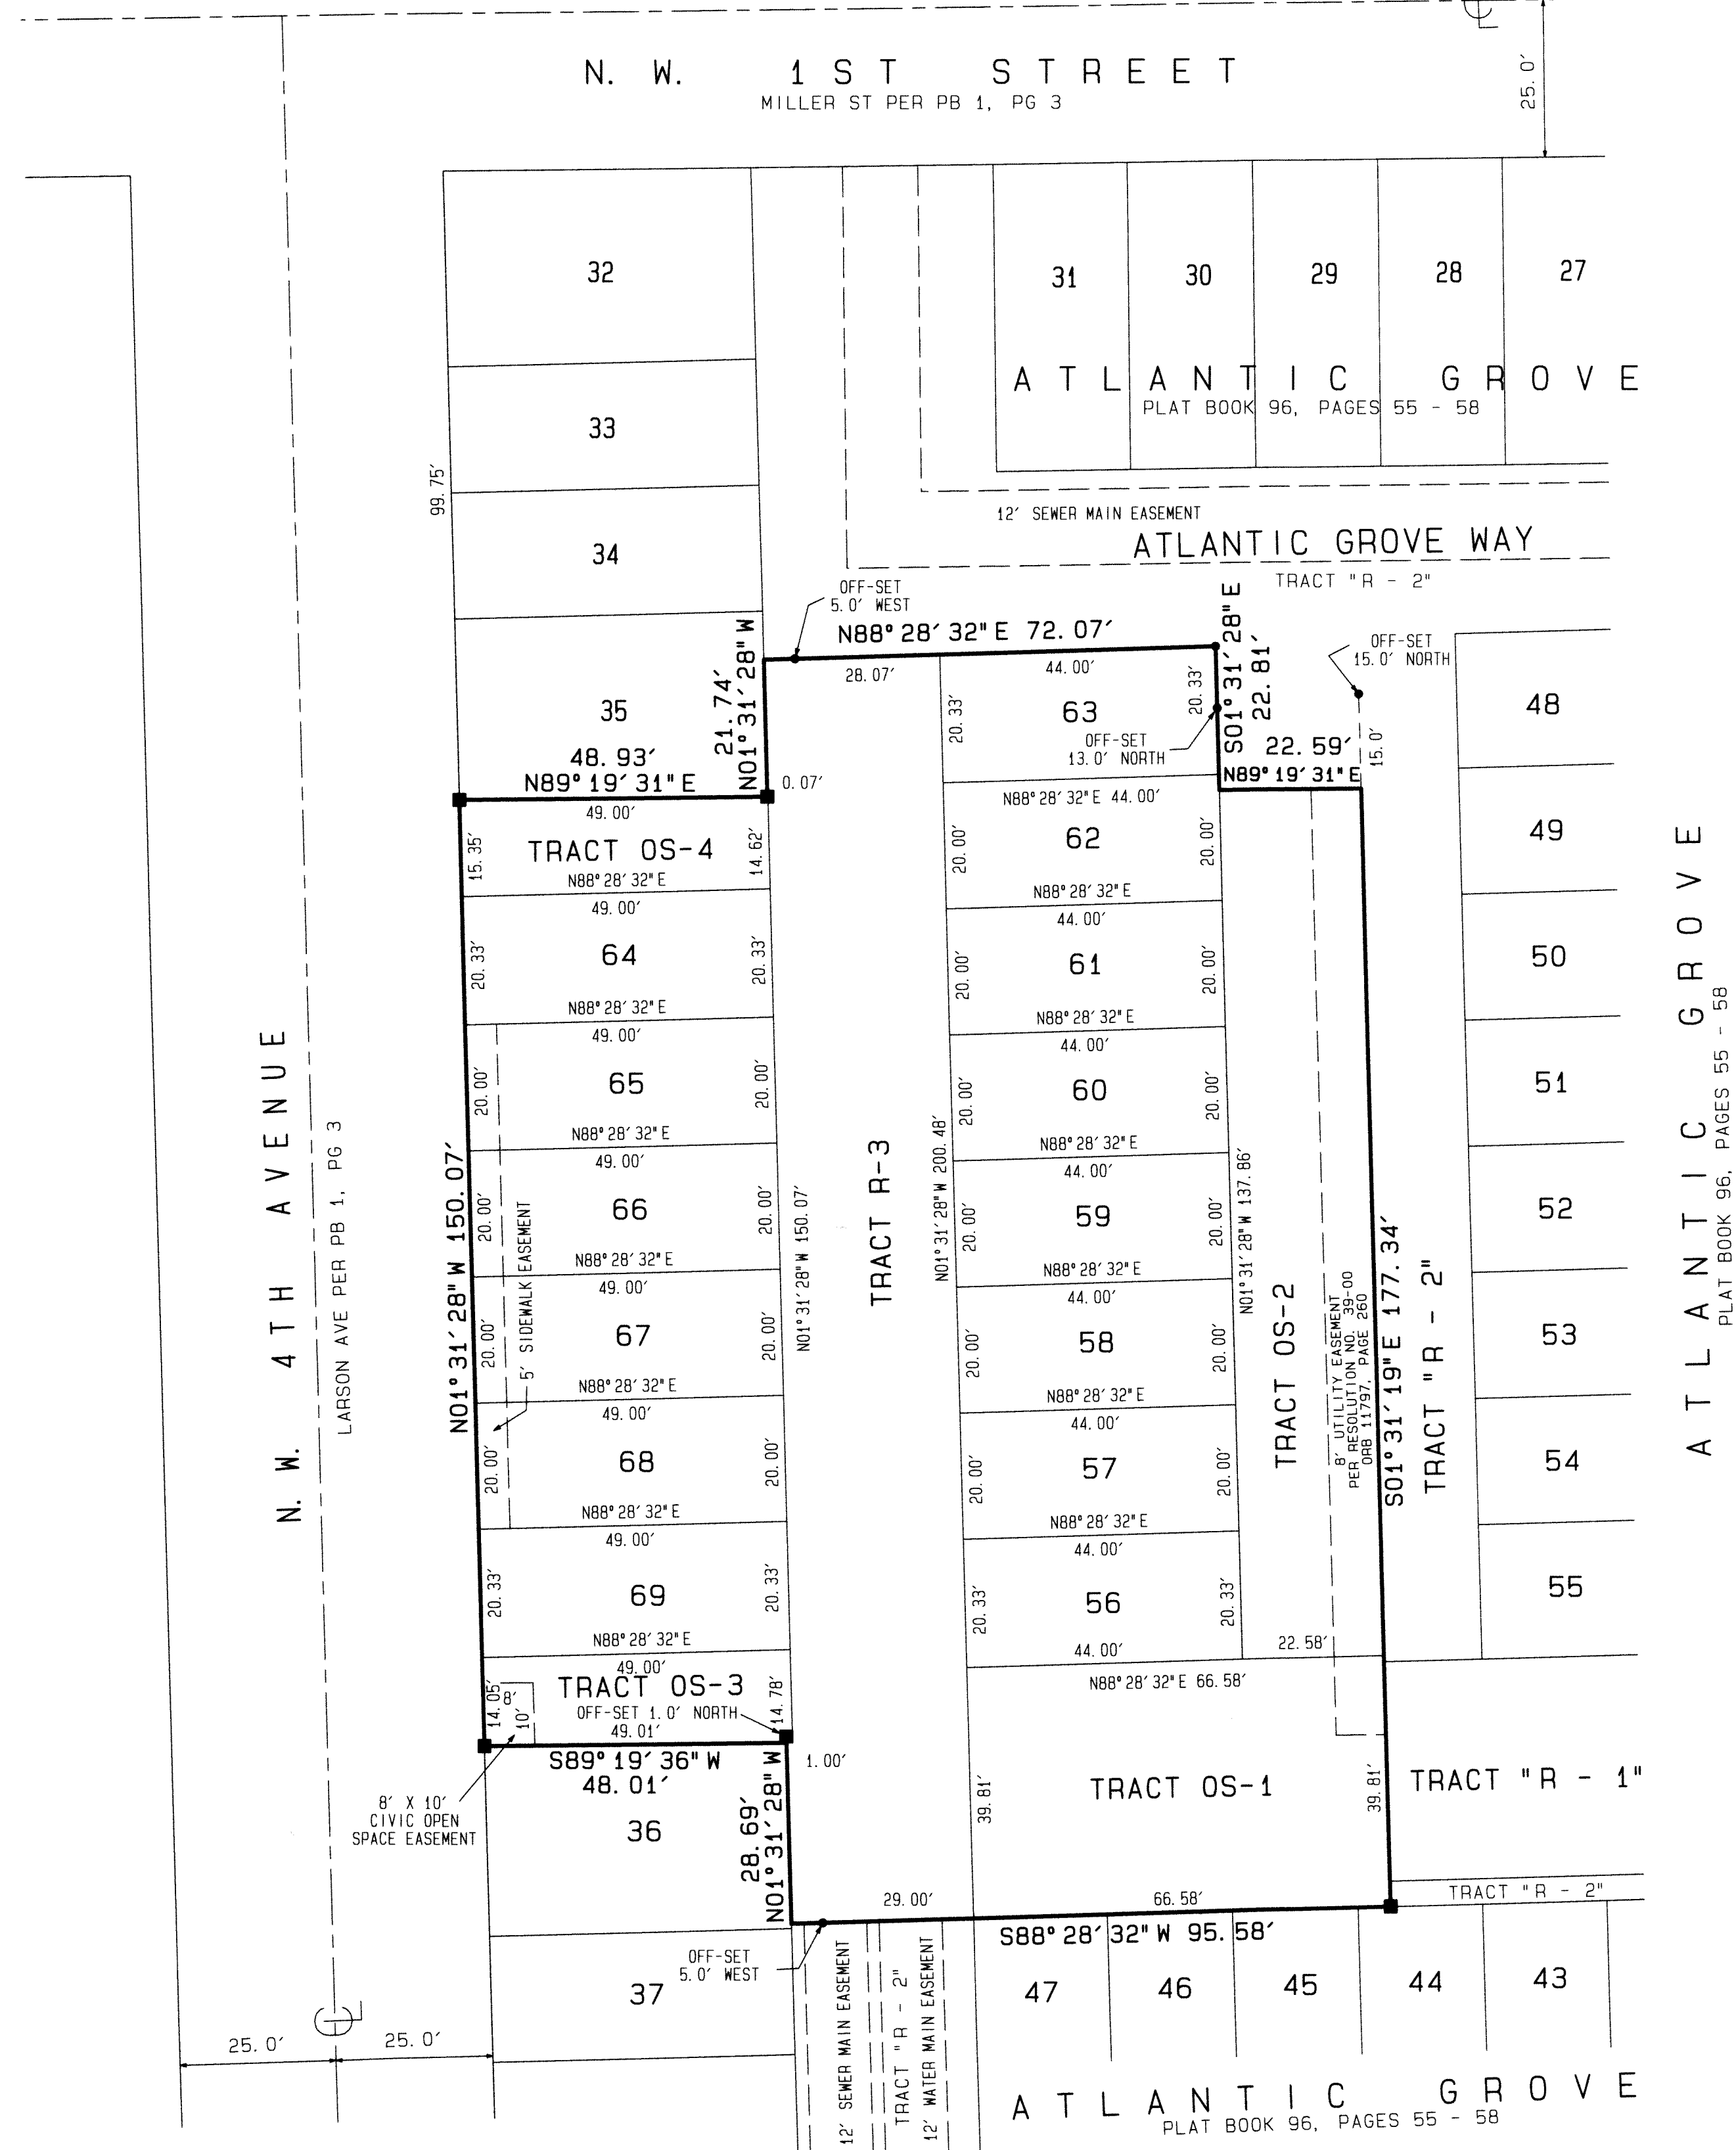 N. W. 1ST STREET
MILLER ST PER PB 1, PG 3
25.0′
32
31
30
29
28
27
ATLANTIC GROVE
PLAT BOOK 96, PAGES 55 - 58
33
99.75′
34
12′ SEWER MAIN EASEMENT
ATLANTIC GROVE WAY
TRACT "R - 2"
OFF-SET
5.0′ WEST
N88°28′32"E 72.07′
28.07′
44.00′
S01°31′28"E
22.81′
OFF-SET
15.0′ NORTH
15.0′
35
21.74′
N01°31′28"W
20.33′
63
20.33′
OFF-SET
13.0′ NORTH
22.59′
N89°19′31"E
48
48.93′
N89°19′31"E
0.07′
49.00′
15.35′
TRACT OS-4
14.62′
N88°28′32"E
N88°28′32"E 44.00′
20.00′
62
20.00′
N88°28′32"E
49
49.00′
20.33′
64
20.33′
N88°28′32"E
44.00′
20.00′
61
20.00′
N88°28′32"E
50
49.00′
20.00′
65
20.00′
N88°28′32"E
44.00′
20.00′
60
20.00′
N88°28′32"E
51
49.00′
20.00′
66
20.00′
N88°28′32"E
44.00′
20.00′
59
20.00′
N88°28′32"E
52
49.00′
20.00′
67
20.00′
N88°28′32"E
44.00′
20.00′
58
20.00′
N88°28′32"E
53
49.00′
20.00′
68
20.00′
N88°28′32"E
44.00′
20.00′
57
20.00′
N88°28′32"E
54
49.00′
20.33′
69
20.33′
N88°28′32"E
44.00′
20.33′
56
20.33′
44.00′
55
N. W. 4TH AVENUE
LARSON AVE PER PB 1, PG 3
N01°31′28"W 150.07′
5′ SIDEWALK EASEMENT
N01°31′28"W 150.07′
TRACT R-3
N01°31′28"W 200.48′
N01°31′28"W 137.86′
TRACT OS-2
8′ UTILITY EASEMENT
PER RESOLUTION NO. 39-00
ORB 11797, PAGE 260
S01°31′19"E 177.34′
TRACT "R - 2"
ATLANTIC GROVE
PLAT BOOK 96, PAGES 55 - 58
22.58′
N88°28′32"E 66.58′
49.00′
14.05′
8′
10′
TRACT OS-3
14.78′
OFF-SET 1.0′ NORTH
49.01′
S89°19′36"W
48.01′
1.00′
8′ X 10′
CIVIC OPEN
SPACE EASEMENT
36
28.69′
N01°31′28"W
39.81′
TRACT OS-1
39.81′
TRACT "R - 1"
29.00′
66.58′
TRACT "R - 2"
S88°28′32"W 95.58′
OFF-SET
5.0′ WEST
37
12′ SEWER MAIN EASEMENT
TRACT "R - 2"
12′ WATER MAIN EASEMENT
47
46
45
44
43
25.0′
25.0′
ATLANTIC GROVE
PLAT BOOK 96, PAGES 55 - 58